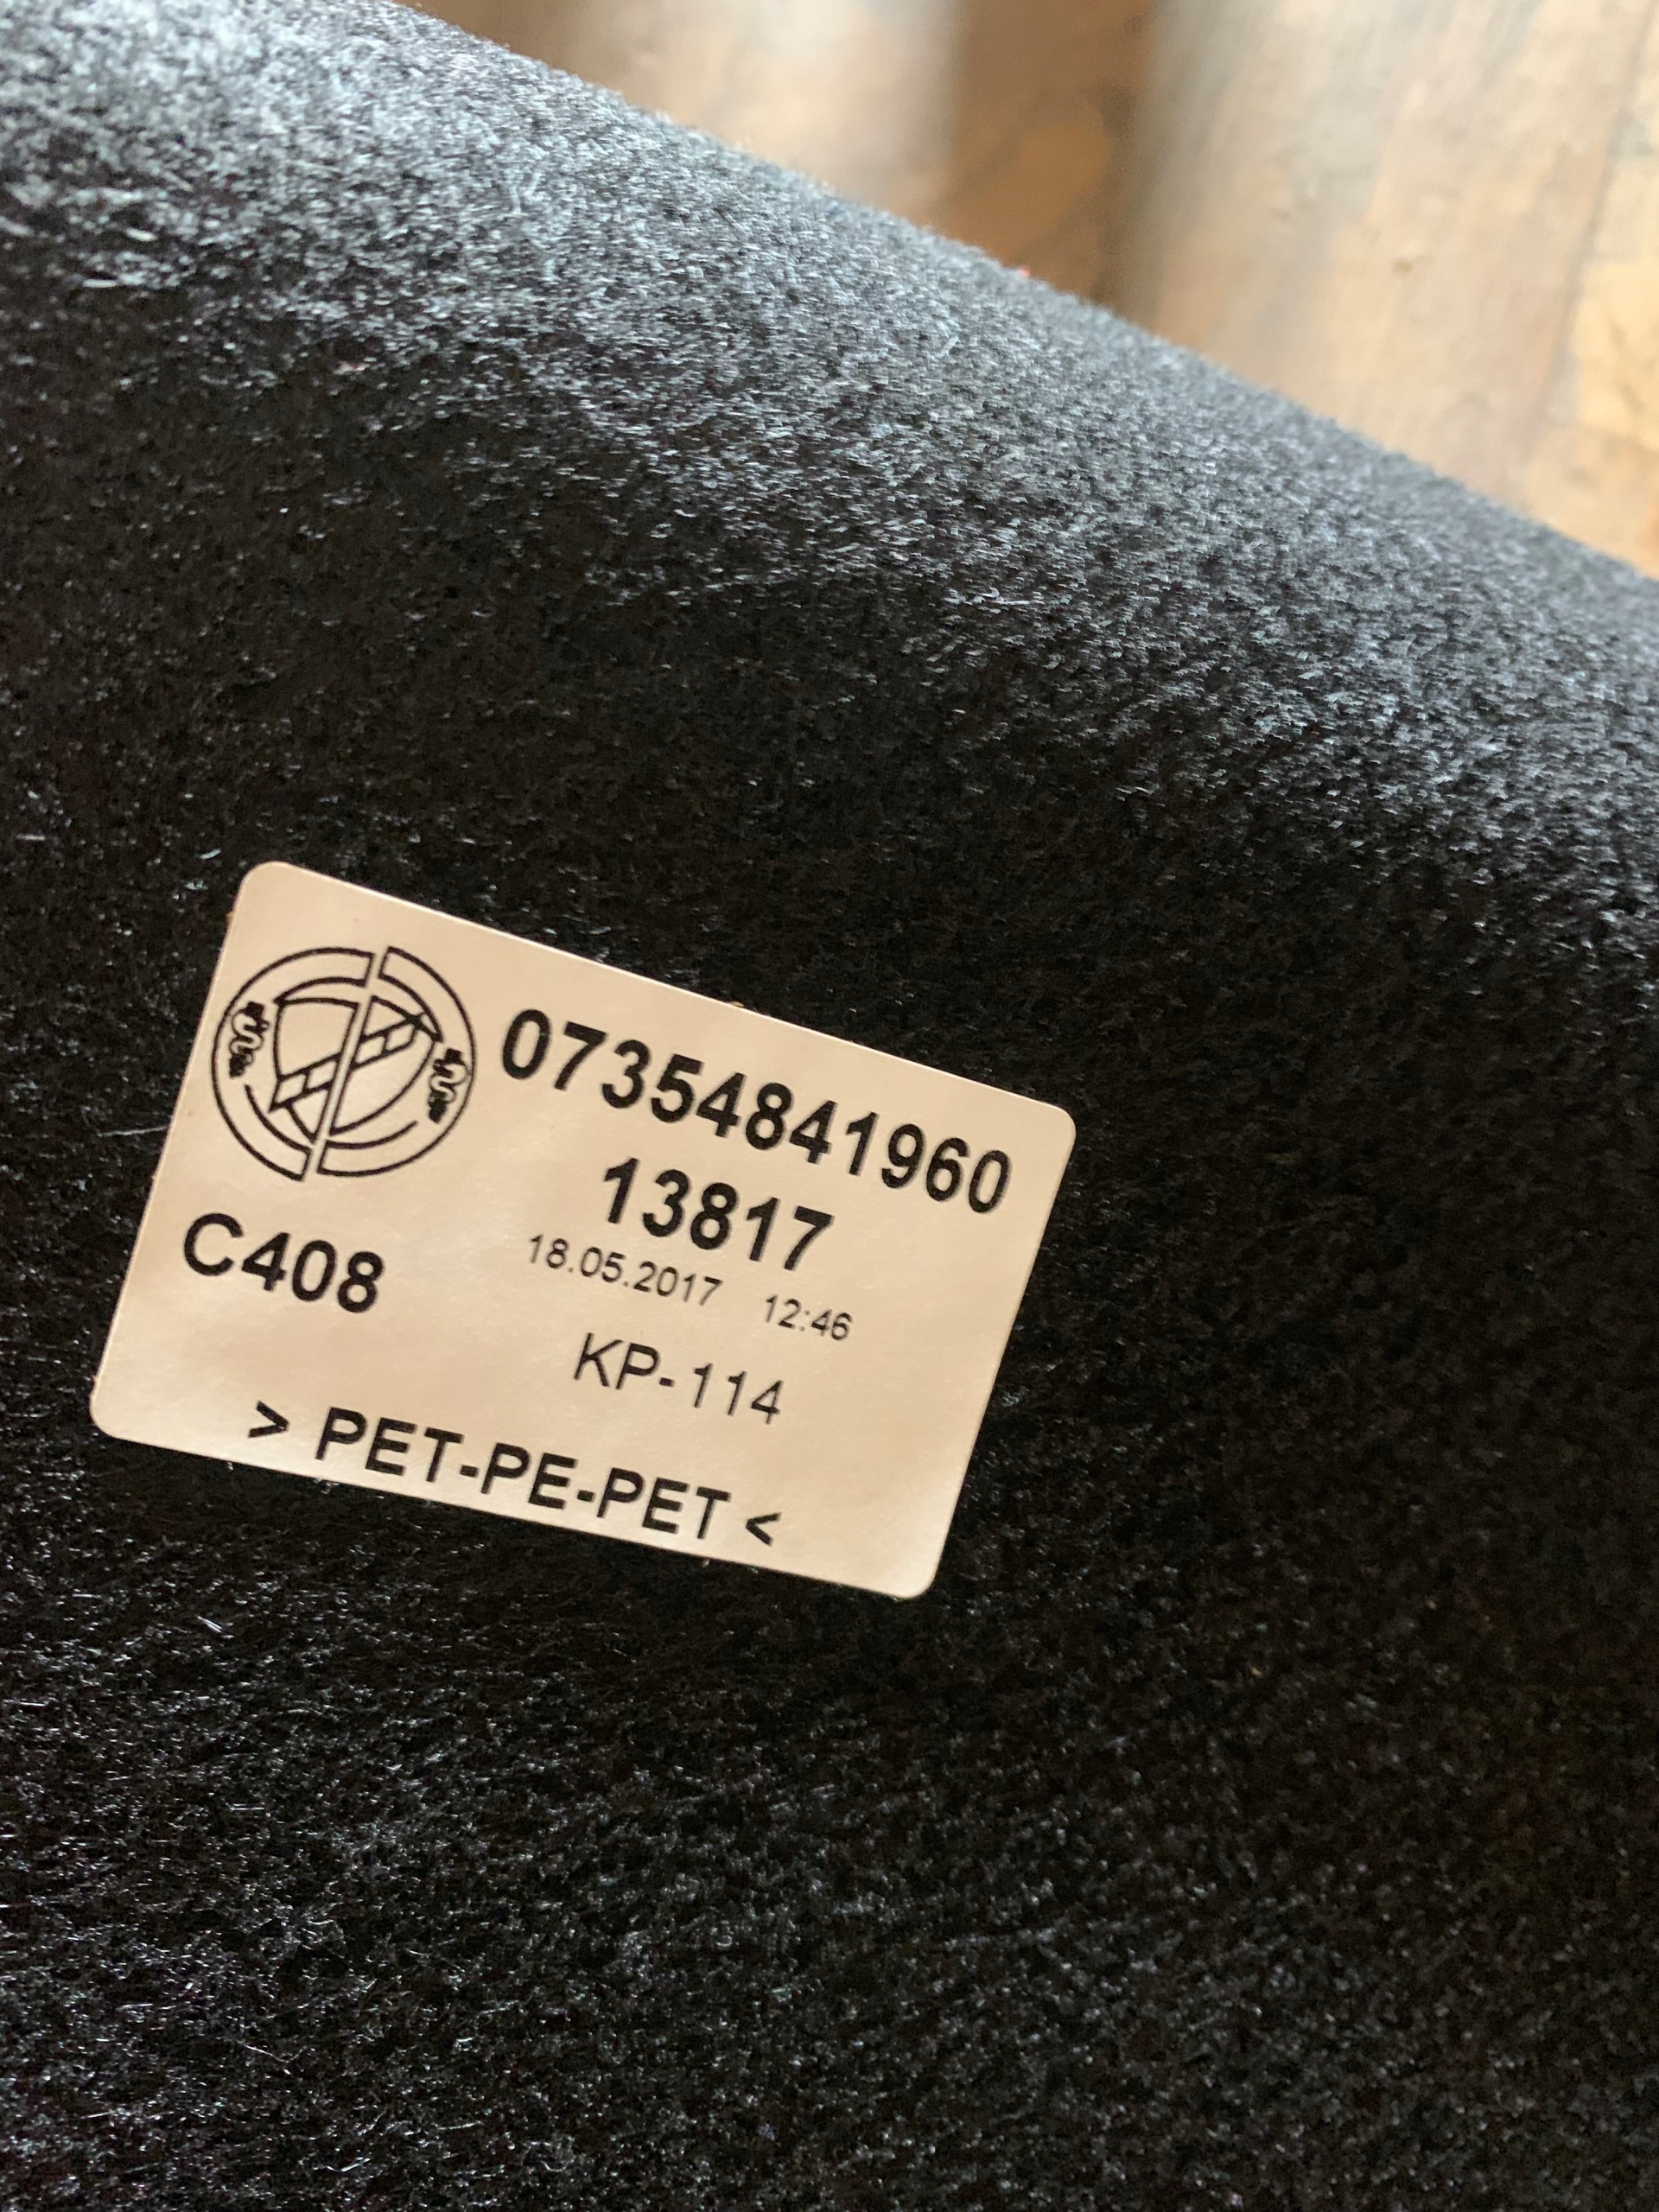 07354841960
13817
18.05.2017 12:46
C408
KP-114
> PET-PE-PET <